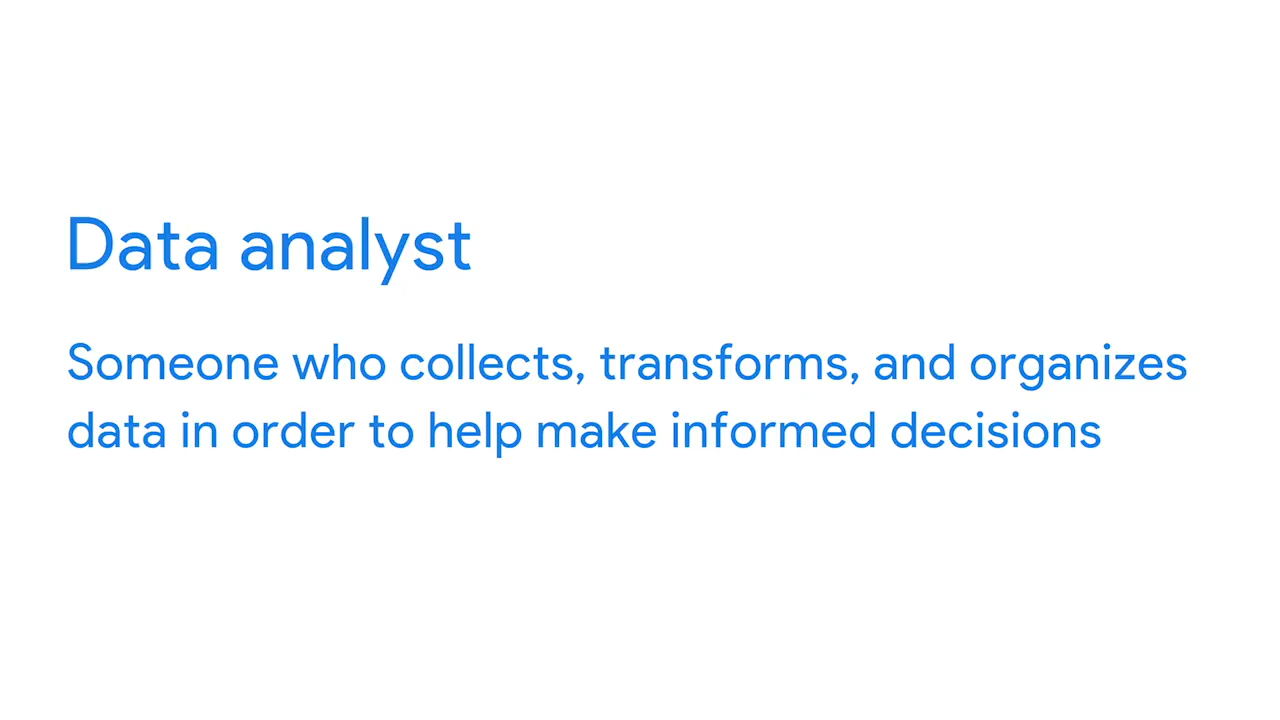 Data analyst
Someone who collects, transforms, and organizes
data in order to help make informed decisions